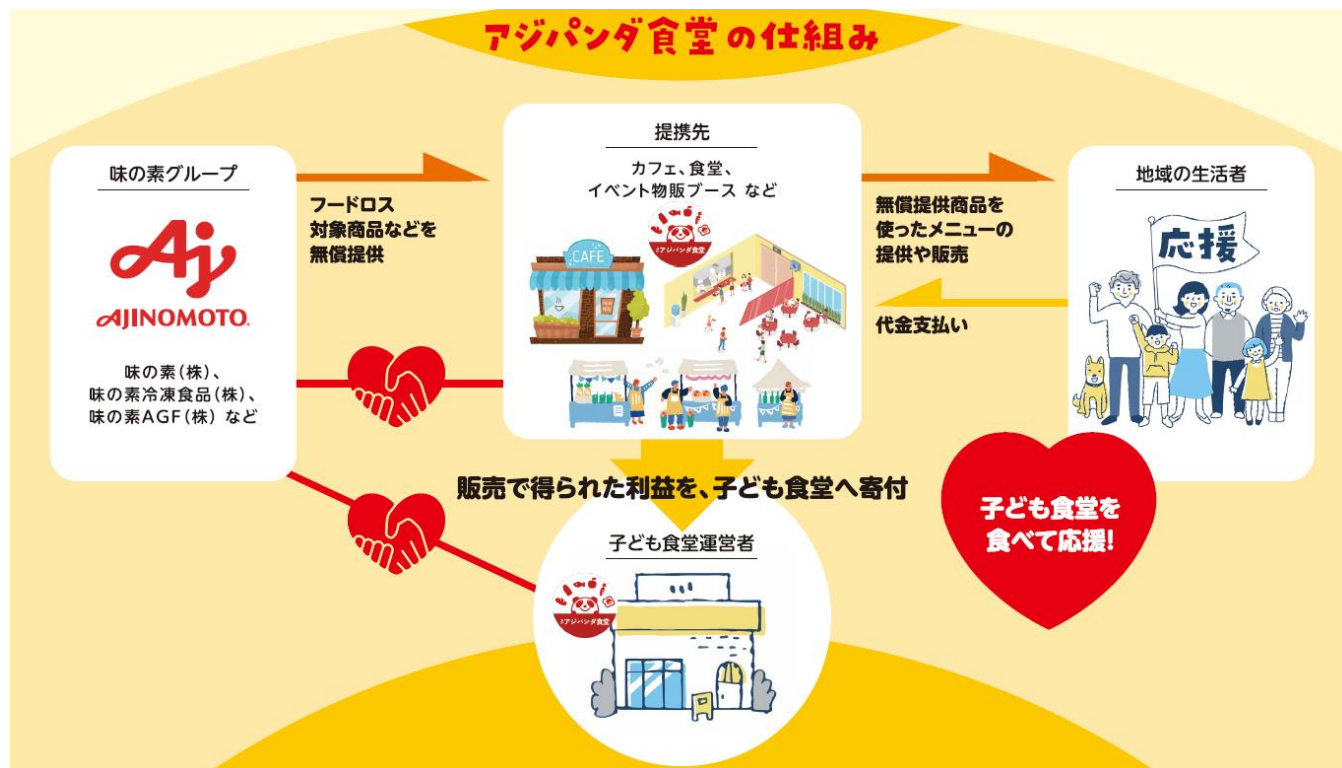 アジパンダ食堂の仕組み
味の素グループ
Aj
AJINOMOTO.
味の素(株)、
味の素冷凍食品(株)、
味の素AGF(株) など
フードロス
対象商品などを
無償提供
提携先
カフェ、食堂、
イベント物販ブース など
アジパンダ食堂
CAFE
無償提供商品を
使ったメニューの
提供や販売
代金支払い
地域の生活者
応援
販売で得られた利益を、子ども食堂へ寄付
子ども食堂運営者
アジパンダ食堂
子ども食堂を
食べて応援!